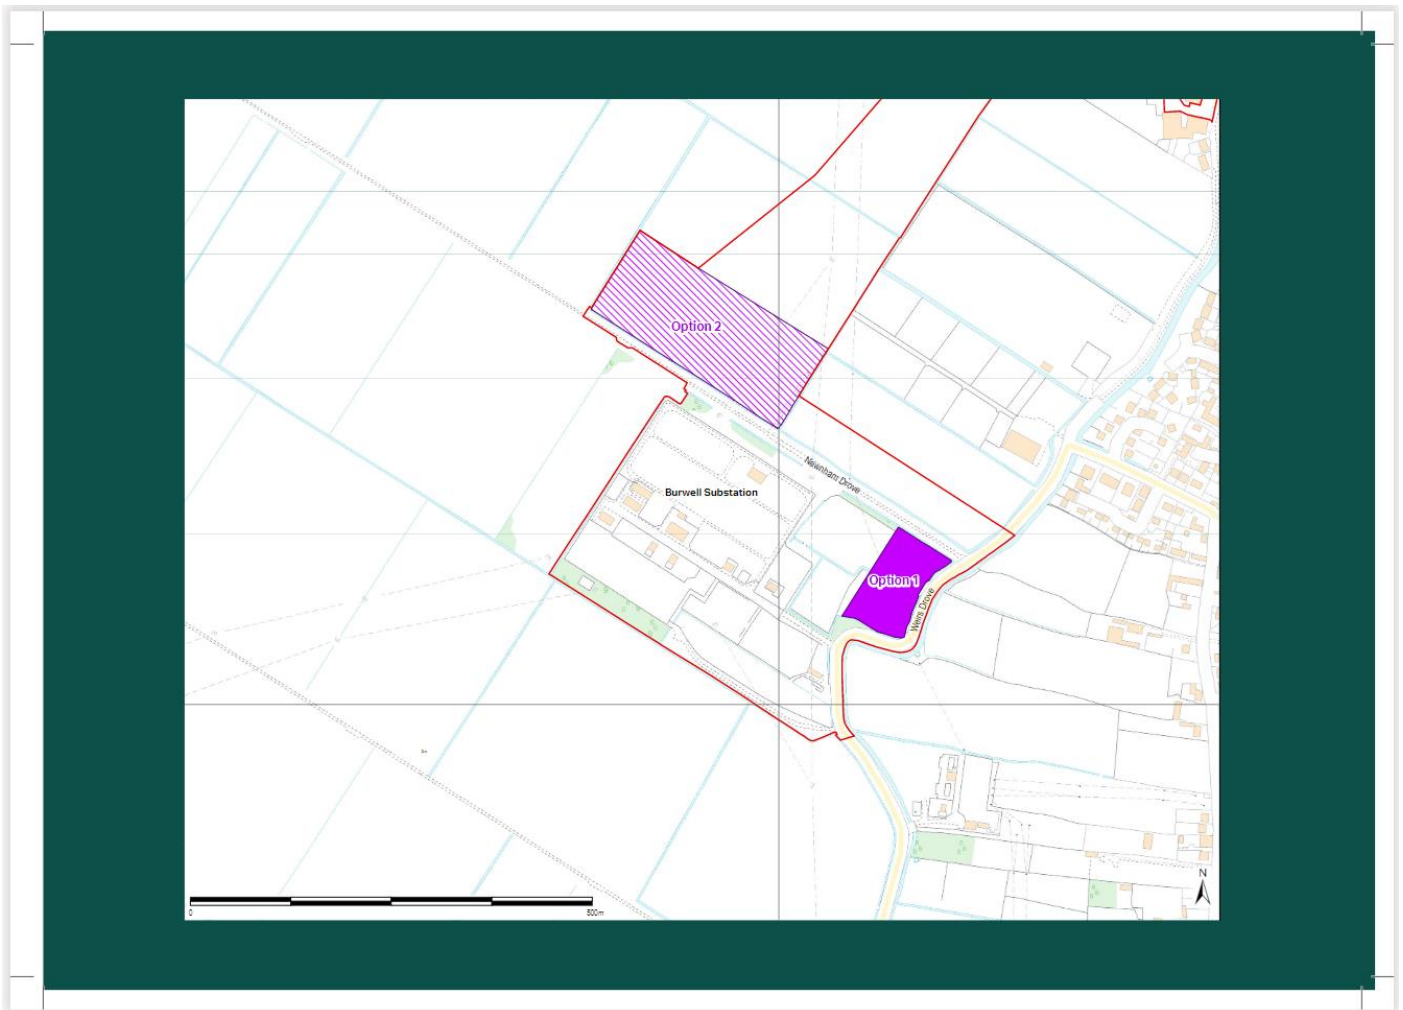 Option 2
Newnham Drove
Burwell Substation
Option 1
Weirs Drove
N
0
500m